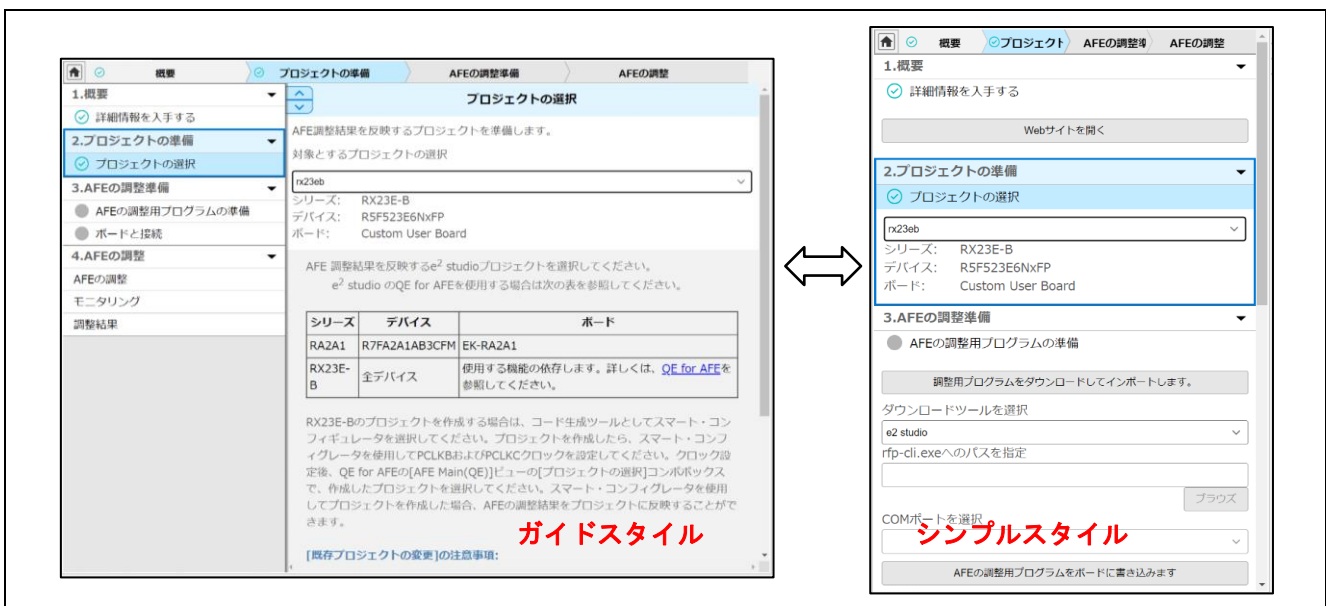 概要
プロジェクトの準備
AFEの調整準備
AFEの調整
1.概要
詳細情報を入手する
2.プロジェクトの準備
プロジェクトの選択
3.AFEの調整準備
AFEの調整用プログラムの準備
ボードと接続
4.AFEの調整
AFEの調整
モニタリング
調整結果
プロジェクトの選択
AFE調整結果を反映するプロジェクトを準備します。
対象とするプロジェクトの選択
rx23eb
シリーズ: RX23E-B
デバイス: R5F523E6NxFP
ボード: Custom User Board
AFE 調整結果を反映するe² studioプロジェクトを選択してください。
e² studio のQE for AFEを使用する場合は次の表を参照してください。
シリーズ デバイス ボード
RA2A1 R7FA2A1AB3CFM EK-RA2A1
RX23E-B 全デバイス 使用する機能の依存します。詳しくは、QE for AFEを
参照してください。
RX23E-Bのプロジェクトを作成する場合は、コード生成ツールとしてスマート・コン
フィギュレータを選択してください。プロジェクトを作成したら、スマート・コンフ
ィグレータを使用してPCLKBおよびPCLKCクロックを設定してください。クロック設
定後、QE for AFEの[AFE Main(QE)]ビューの[プロジェクトの選択]コンボボックス
で、作成したプロジェクトを選択してください。スマート・コンフィグレータを使用
してプロジェクトを作成した場合、AFEの調整結果をプロジェクトに反映することがで
きます。
[既存プロジェクトの変更]の注意事項:
ガイドスタイル
概要
プロジェクト
AFEの調整準
AFEの調整
1.概要
詳細情報を入手する
Webサイトを開く
2.プロジェクトの準備
プロジェクトの選択
rx23eb
シリーズ: RX23E-B
デバイス: R5F523E6NxFP
ボード: Custom User Board
3.AFEの調整準備
AFEの調整用プログラムの準備
調整用プログラムをダウンロードしてインポートします。
ダウンロードツールを選択
e2 studio
rfp-cli.exeへのパスを指定
ブラウズ
COMポートを選択
シンプルスタイル
AFEの調整用プログラムをボードに書き込みます